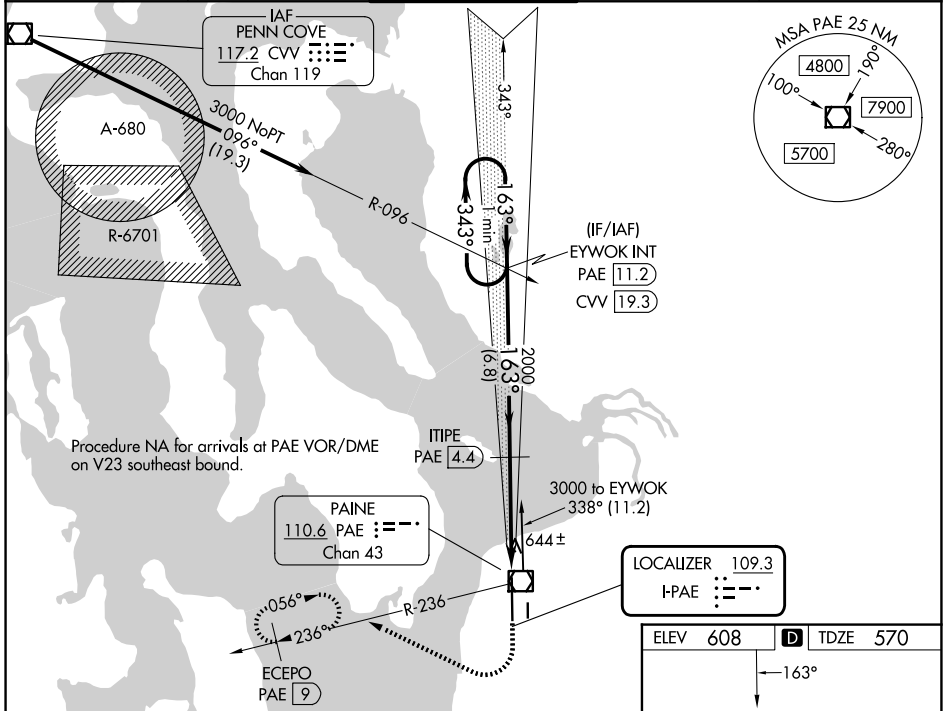 IAF
PENN COVE
117.2 CVV
Chan 119
A-680
R-6701
3000 NoPT
096°
(19.3)
R-096
343°
343°
1 min
163°
(IF/IAF)
EYWOK INT
PAE 11.2
CVV 19.3
MSA PAE 25 NM
4800
190°
100°
7900
5700
280°
2000
163°
(6.8)
Procedure NA for arrivals at PAE VOR/DME
on V23 southeast bound.
ITIPE
PAE 4.4
3000 to EYWOK
338° (11.2)
644±
PAINE
110.6 PAE
Chan 43
LOCALIZER 109.3
I-PAE
056°
236°
R-236
ECEPO
PAE 9
ELEV 608 D TDZE 570
163°